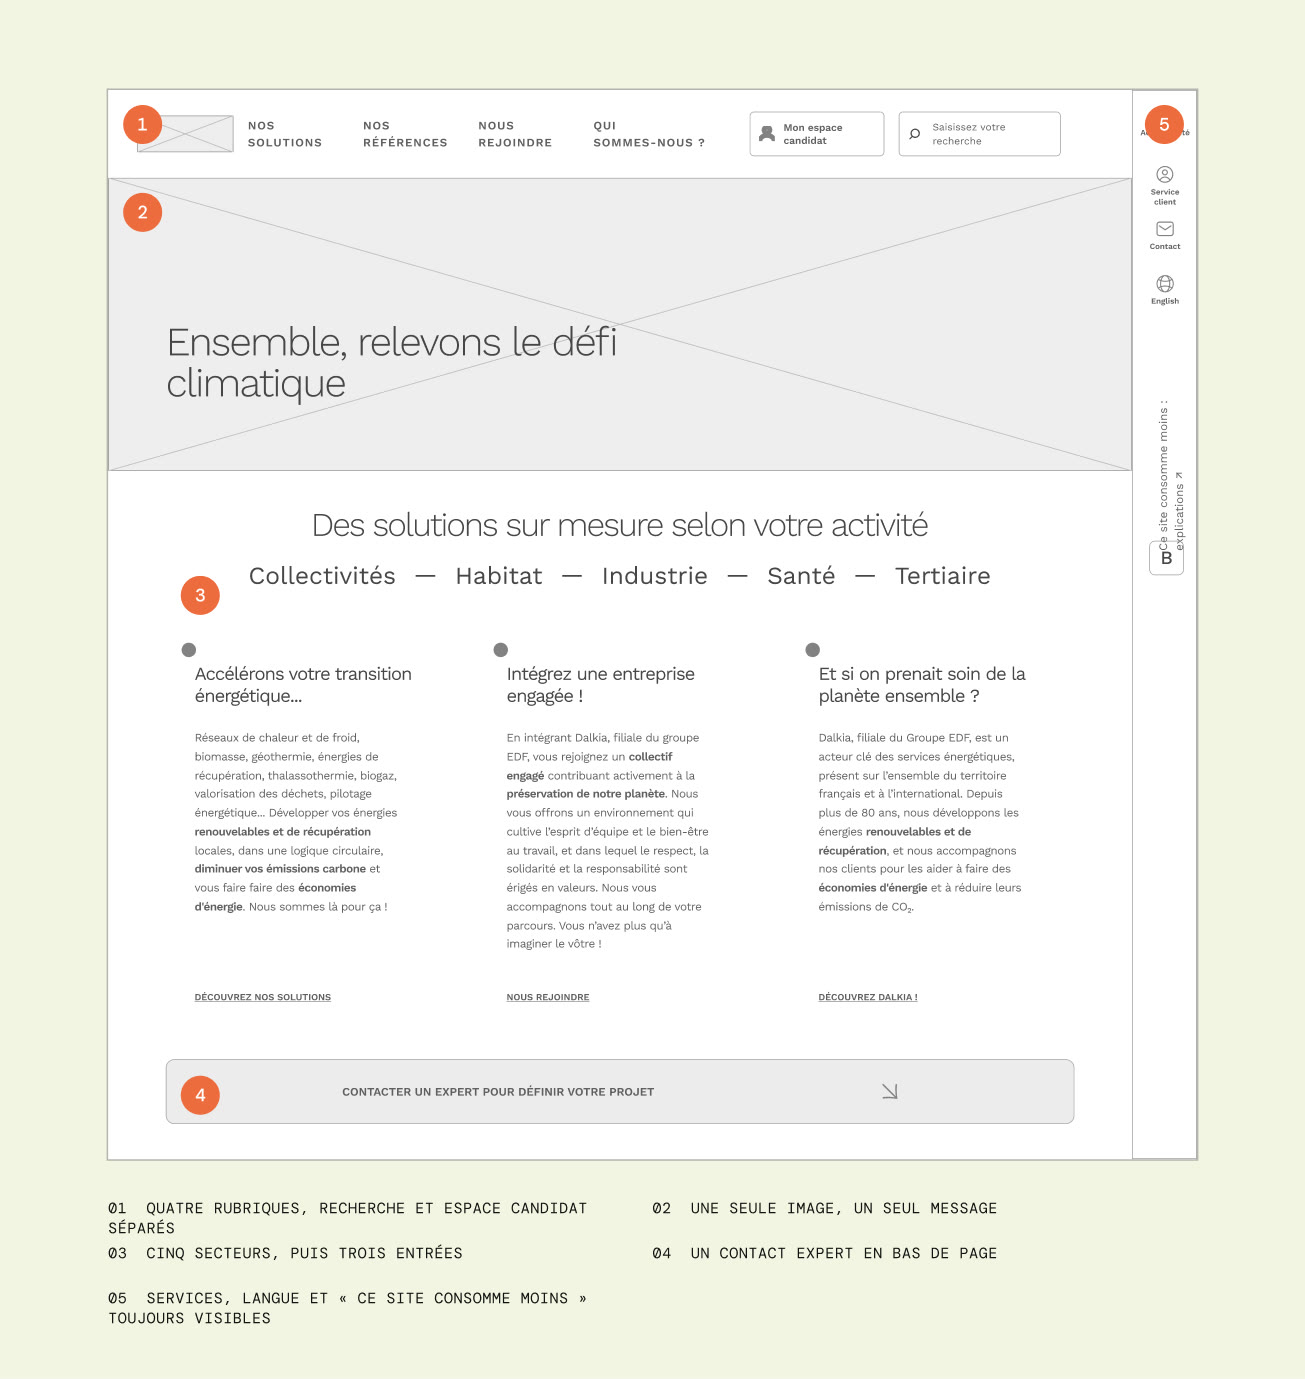 1
NOS
SOLUTIONS
NOS
RÉFÉRENCES
NOUS
REJOINDRE
QUI
SOMMES-NOUS ?
Mon espace
candidat
Saisissez votre
recherche
5
Service
client
Contact
English
Ce site consomme moins :
explications ↗
B
2
Ensemble, relevons le défi
climatique
Des solutions sur mesure selon votre activité
Collectivités — Habitat — Industrie — Santé — Tertiaire
3
Accélérons votre transition
énergétique...
Réseaux de chaleur et de froid,
biomasse, géothermie, énergies de
récupération, thalassothermie, biogaz,
valorisation des déchets, pilotage
énergétique... Développer vos énergies
renouvelables et de récupération
locales, dans une logique circulaire,
diminuer vos émissions carbone et
vous faire faire des économies
d'énergie. Nous sommes là pour ça !
DÉCOUVREZ NOS SOLUTIONS
Intégrez une entreprise
engagée !
En intégrant Dalkia, filiale du groupe
EDF, vous rejoignez un collectif
engagé contribuant activement à la
préservation de notre planète. Nous
vous offrons un environnement qui
cultive l'esprit d'équipe et le bien-être
au travail, et dans lequel le respect, la
solidarité et la responsabilité sont
érigés en valeurs. Nous vous
accompagnons tout au long de votre
parcours. Vous n'avez plus qu'à
imaginer le vôtre !
NOUS REJOINDRE
Et si on prenait soin de la
planète ensemble ?
Dalkia, filiale du Groupe EDF, est un
acteur clé des services énergétiques,
présent sur l'ensemble du territoire
français et à l'international. Depuis
plus de 80 ans, nous développons les
énergies renouvelables et de
récupération, et nous accompagnons
nos clients pour les aider à faire des
économies d'énergie et à réduire leurs
émissions de CO₂.
DÉCOUVREZ DALKIA !
4
CONTACTER UN EXPERT POUR DÉFINIR VOTRE PROJET
01 QUATRE RUBRIQUES, RECHERCHE ET ESPACE CANDIDAT
SÉPARÉS
02 UNE SEULE IMAGE, UN SEUL MESSAGE
03 CINQ SECTEURS, PUIS TROIS ENTRÉES
04 UN CONTACT EXPERT EN BAS DE PAGE
05 SERVICES, LANGUE ET « CE SITE CONSOMME MOINS »
TOUJOURS VISIBLES